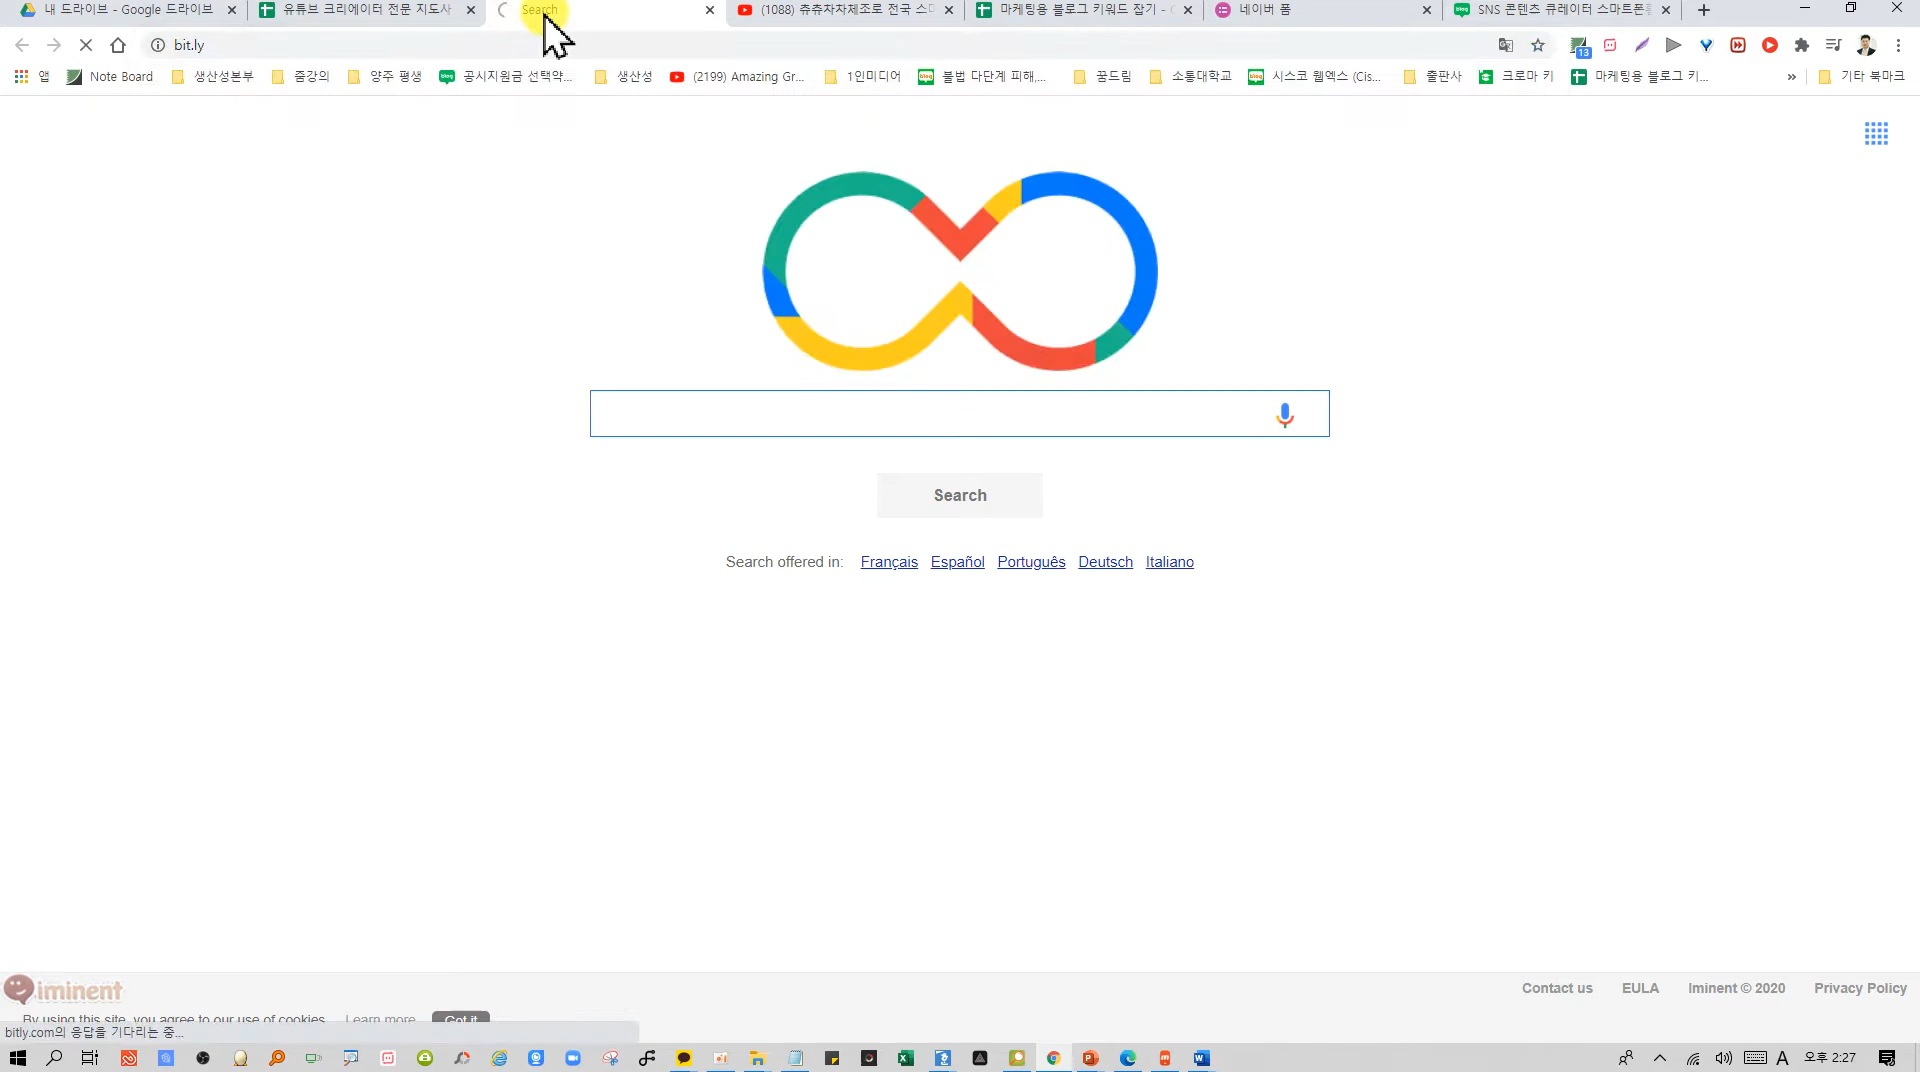 내 드라이브 - Google 드라이브
유튜브 크리에이터 전문 지도사
Search
(1088) 츄츄차차체조로 전국 스마
마케팅용 블로그 키워드 잡기 -
네이버 폼
SNS 콘텐츠 큐레이터 스마트폰
bit.ly
13
앱
Note Board
생산성본부
줌강의
양주 평생
공시지원금 선택약...
생산성
(2199) Amazing Gr...
1인미디어
불법 다단계 피해,...
꿈드림
소통대학교
시스코 웹엑스 (Cis...
출판사
크로마 키
마케팅용 블로그 키...
»
기타 북마크
Search
Search offered in: Français Español Português Deutsch Italiano
iminent
Contact us EULA Iminent © 2020 Privacy Policy
By using this site, you agree to our use of cookies. Learn more Got it
bitly.com의 응답을 기다리는 중...
A 오후 2:27